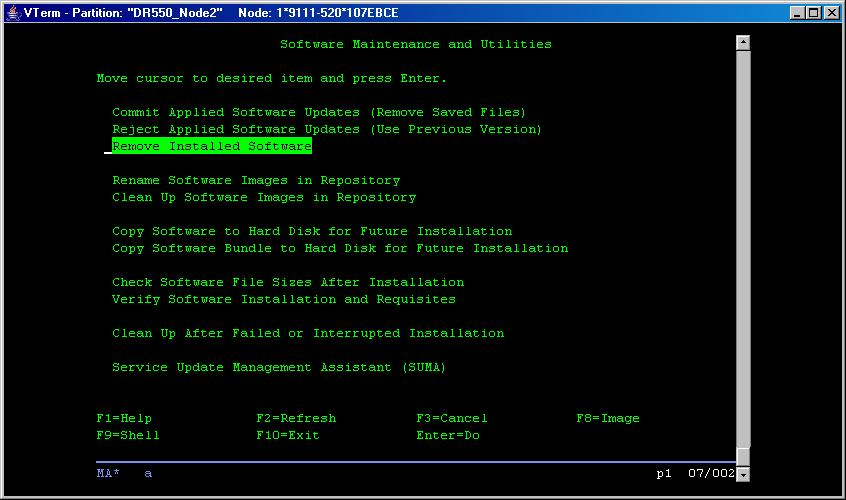 VTerm - Partition: "DR550_Node2" Node: 1*9111-520*107EBCE
Software Maintenance and Utilities
Move cursor to desired item and press Enter.
Commit Applied Software Updates (Remove Saved Files)
Reject Applied Software Updates (Use Previous Version)
Remove Installed Software
Rename Software Images in Repository
Clean Up Software Images in Repository
Copy Software to Hard Disk for Future Installation
Copy Software Bundle to Hard Disk for Future Installation
Check Software File Sizes After Installation
Verify Software Installation and Requisites
Clean Up After Failed or Interrupted Installation
Service Update Management Assistant (SUMA)
F1=Help F2=Refresh F3=Cancel F8=Image
F9=Shell F10=Exit Enter=Do
MA* a p1 07/002